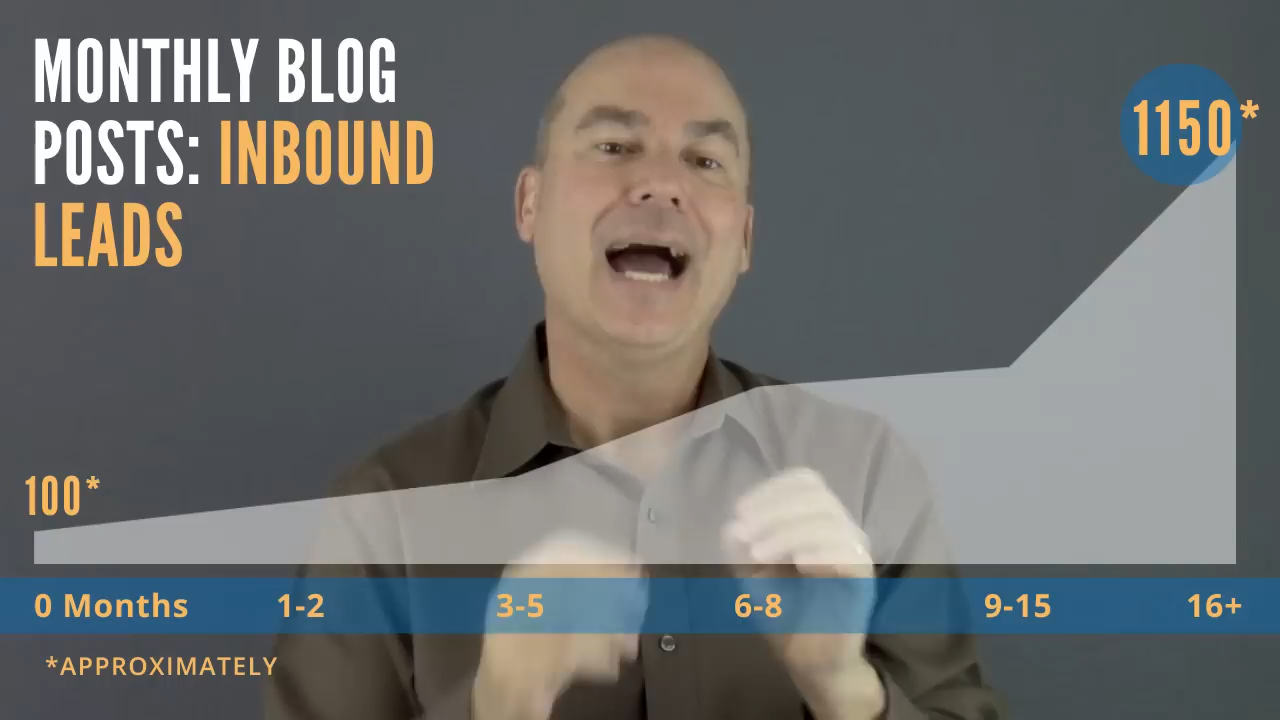 MONTHLY BLOG
POSTS: INBOUND
LEADS
1150*
100*
0 Months 1-2 3-5 6-8 9-15 16+
*APPROXIMATELY